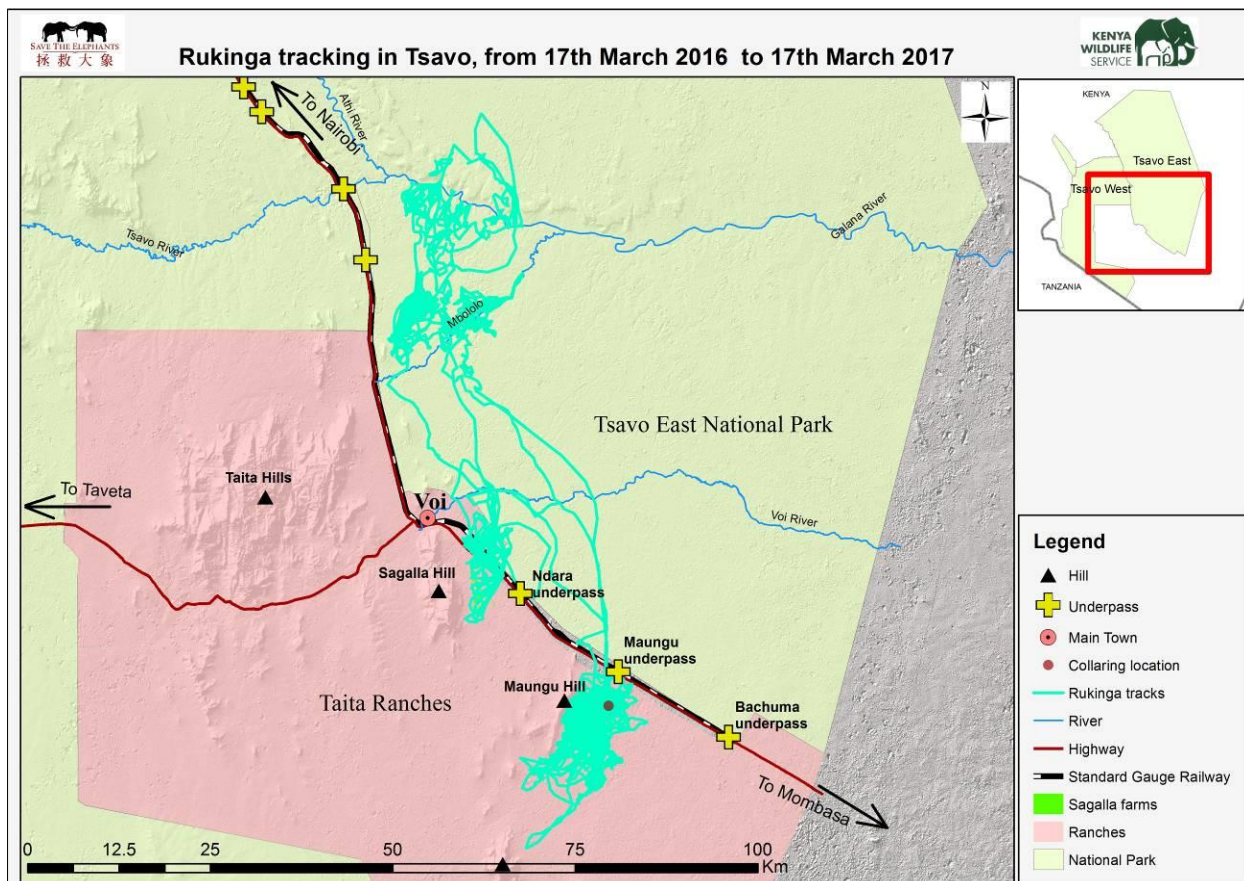 SAVE THE ELEPHANTS
拯救大象
Rukinga tracking in Tsavo, from 17th March 2016 to 17th March 2017
KENYA
WILDLIFE
SERVICE
To Nairobi
Athi River
N
Tsavo River
Galana River
Mbololo
Tsavo East National Park
Taita Hills
To Taveta
Voi
Voi River
Sagalla Hill
Ndara
underpass
Maungu
underpass
Maungu Hill
Taita Ranches
Bachuma
underpass
To Mombasa
0 12.5 25 50 75 100
Km
KENYA
Tsavo East
Tsavo West
TANZANIA
Legend
Hill
Underpass
Main Town
Collaring location
Rukinga tracks
River
Highway
Standard Gauge Railway
Sagalla farms
Ranches
National Park